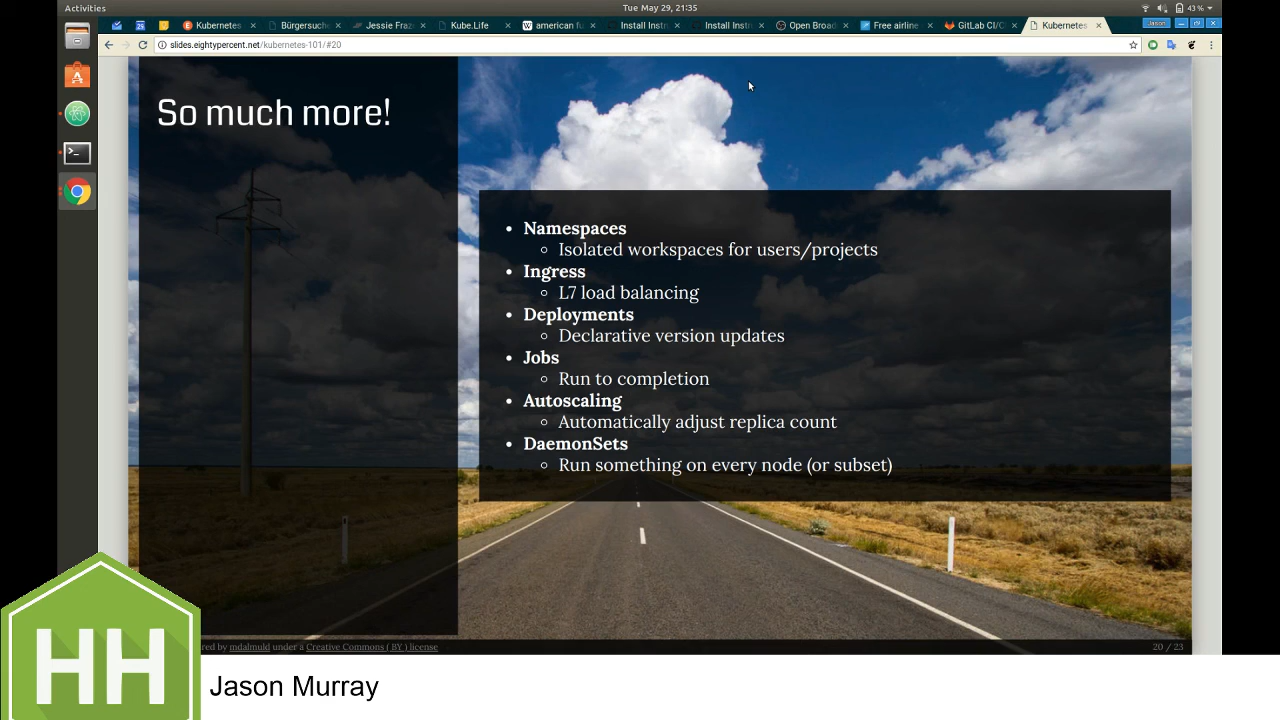 Activities
Tue May 29, 21:35
43 %
Kubernetes
Bürgersuch
Jessie Fraz
Kube.Life
american fu
Install Instr
Install Instr
Open Broad
Free airline
GitLab CI/C
Kubernetes
Jason
slides.eightypercent.net/kubernetes-101/#20
So much more!
• Namespaces
○ Isolated workspaces for users/projects
• Ingress
○ L7 load balancing
• Deployments
○ Declarative version updates
• Jobs
○ Run to completion
• Autoscaling
○ Automatically adjust replica count
• DaemonSets
○ Run something on every node (or subset)
red by mdalmuld under a Creative Commons ( BY ) license
20 / 23
HH
Jason Murray